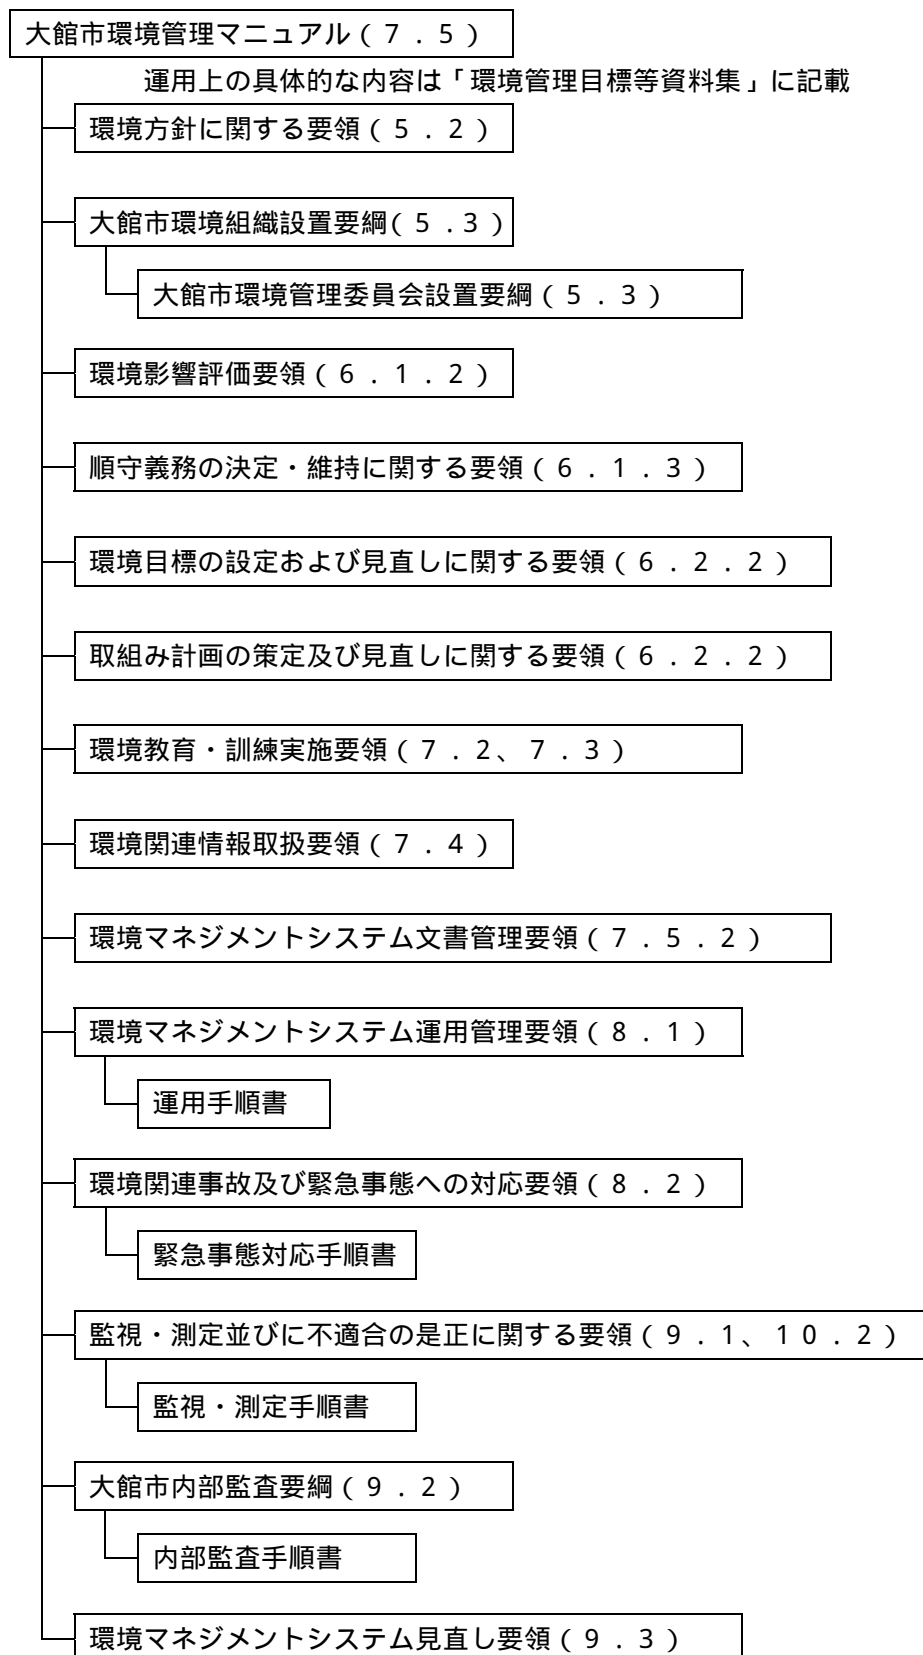 大館市環境管理マニュアル（７．５）
運用上の具体的な内容は「環境管理目標等資料集」に記載
環境方針に関する要領（５．２）
大館市環境組織設置要綱（５．３）
大館市環境管理委員会設置要綱（５．３）
環境影響評価要領（６．１．２）
順守義務の決定・維持に関する要領（６．１．３）
環境目標の設定および見直しに関する要領（６．２．２）
取組み計画の策定及び見直しに関する要領（６．２．２）
環境教育・訓練実施要領（７．２、７．３）
環境関連情報取扱要領（７．４）
環境マネジメントシステム文書管理要領（７．５．２）
環境マネジメントシステム運用管理要領（８．１）
運用手順書
環境関連事故及び緊急事態への対応要領（８．２）
緊急事態対応手順書
監視・測定並びに不適合の是正に関する要領（９．１、１０．２）
監視・測定手順書
大館市内部監査要綱（９．２）
内部監査手順書
環境マネジメントシステム見直し要領（９．３）